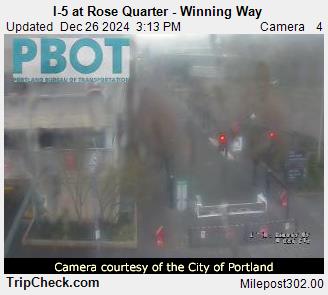 I-5 at Rose Quarter - Winning Way
Updated Dec 26 2024 3:13 PM Camera 4
PBOT
PORTLAND BUREAU OF TRANSPORTATION
Camera courtesy of the City of Portland
TripCheck.com Milepost302.00